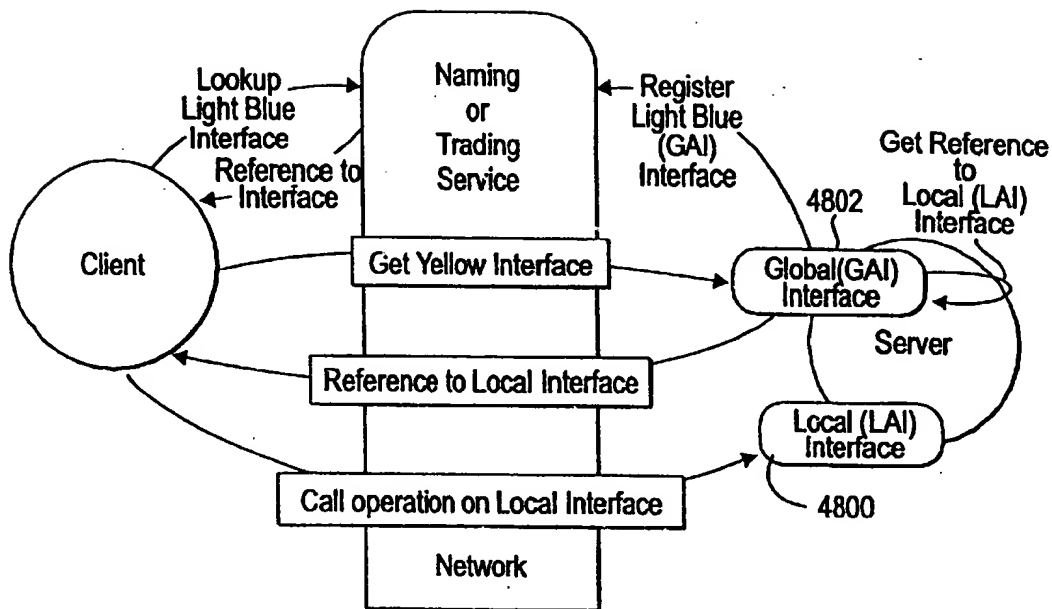 Lookup
Light Blue
Interface
Reference to
Interface
Naming
or
Trading
Service
Register
Light Blue
(GAI)
Interface
Get Reference
to
Local (LAI)
Interface
4802
Client
Get Yellow Interface
Global(GAI)
Interface
Server
Reference to Local Interface
Local (LAI)
Interface
Call operation on Local Interface
4800
Network